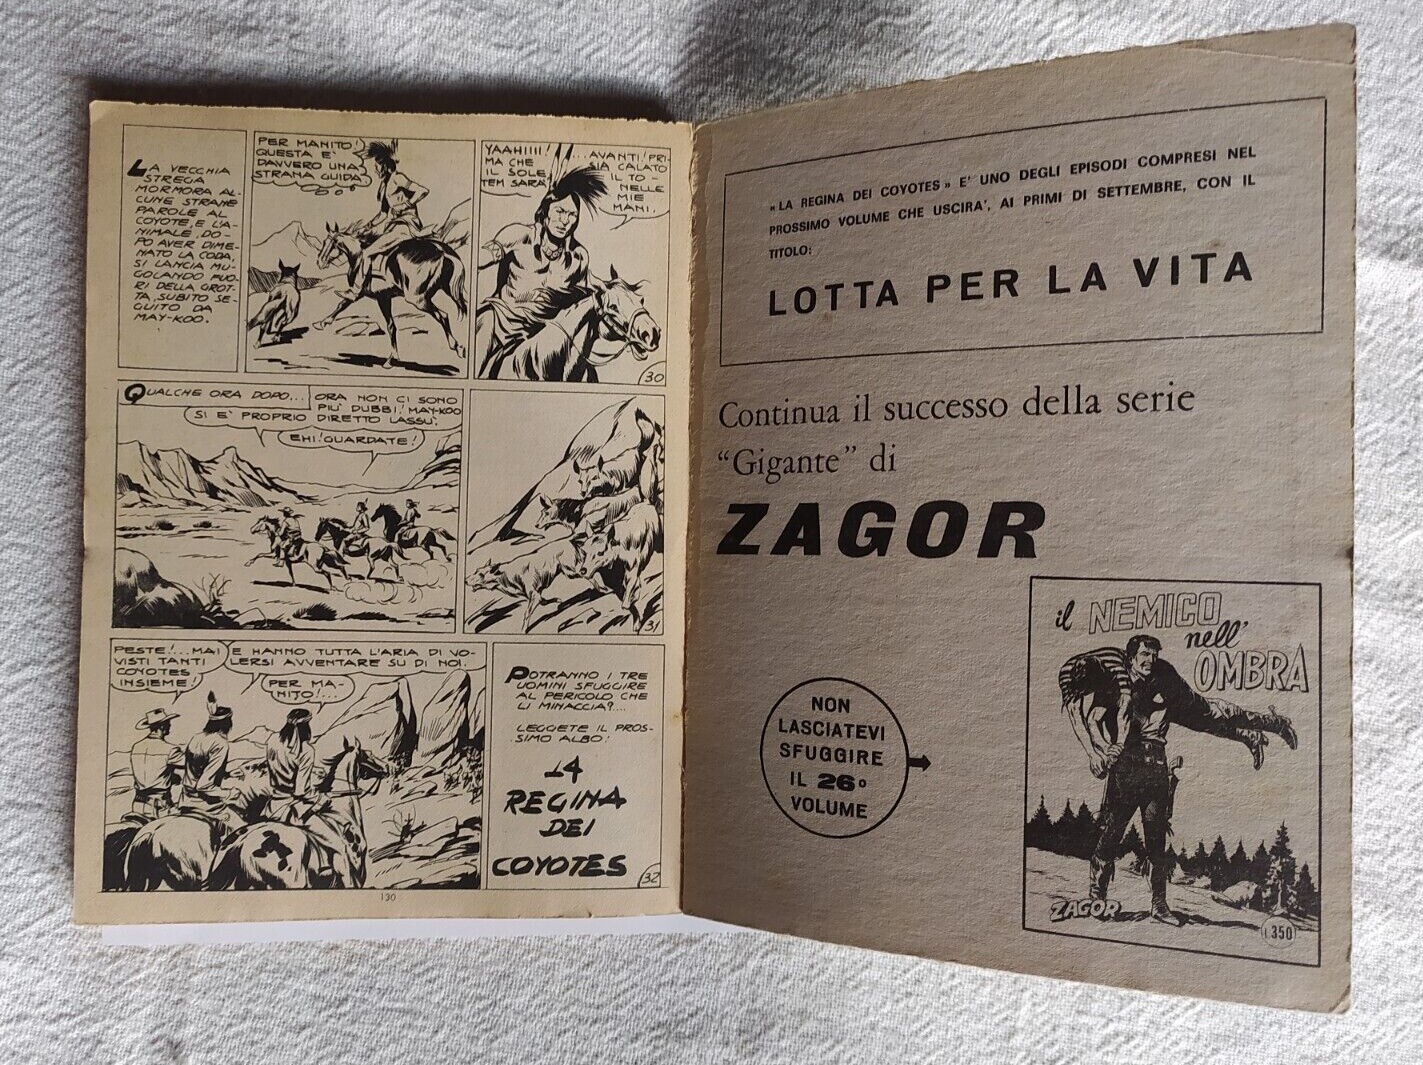 LA VECCHIA
STREGA
MORMORA AL-
CUNE STRANE
PAROLE AL
COYOTE, E L'A-
NIMALE, DO-
PO AVER DIME-
NATO LA CODA,
SI LANCIA MU-
GOLANDO FUO-
RI DELLA GROT-
TA, SUBITO SE-
GUITO DA
MAY-KOO.
PER MANITO!
QUESTA E'
DAVVERO UNA
STRANA GUIDA
YAAHIIII!
MA CHE
IL SOLE
TEM SARA'
...AVANTI! PRI-
SIA CALATO
IL TO-
NELLE
MIE
MANI.
30
QUALCHE ORA DOPO...
ORA NON CI SONO
PIU' DUBBI! MAY-KOO
SI E' PROPRIO DIRETTO LASSU'.
EHI! GUARDATE!
31
PESTE!...MAI
VISTI TANTI
COYOTES
INSIEME!
E HANNO TUTTA L'ARIA DI VO-
LERSI AVVENTARE SU DI NOI.
PER MA-
NITO!...
POTRANNO I TRE
UOMINI SFUGGIRE
AL PERICOLO CHE
LI MINACCIA?...
LEGGETE IL PROS-
SIMO ALBO:
LA
REGINA
DEI
COYOTES
32
130
«LA REGINA DEI COYOTES» E' UNO DEGLI EPISODI COMPRESI NEL
PROSSIMO VOLUME CHE USCIRA', AI PRIMI DI SETTEMBRE, CON IL
TITOLO:
LOTTA PER LA VITA
Continua il successo della serie
"Gigante" di
ZAGOR
NON
LASCIATEVI
SFUGGIRE
IL 26°
VOLUME
il NEMICO
nell'
OMBRA
ZAGOR
L. 350